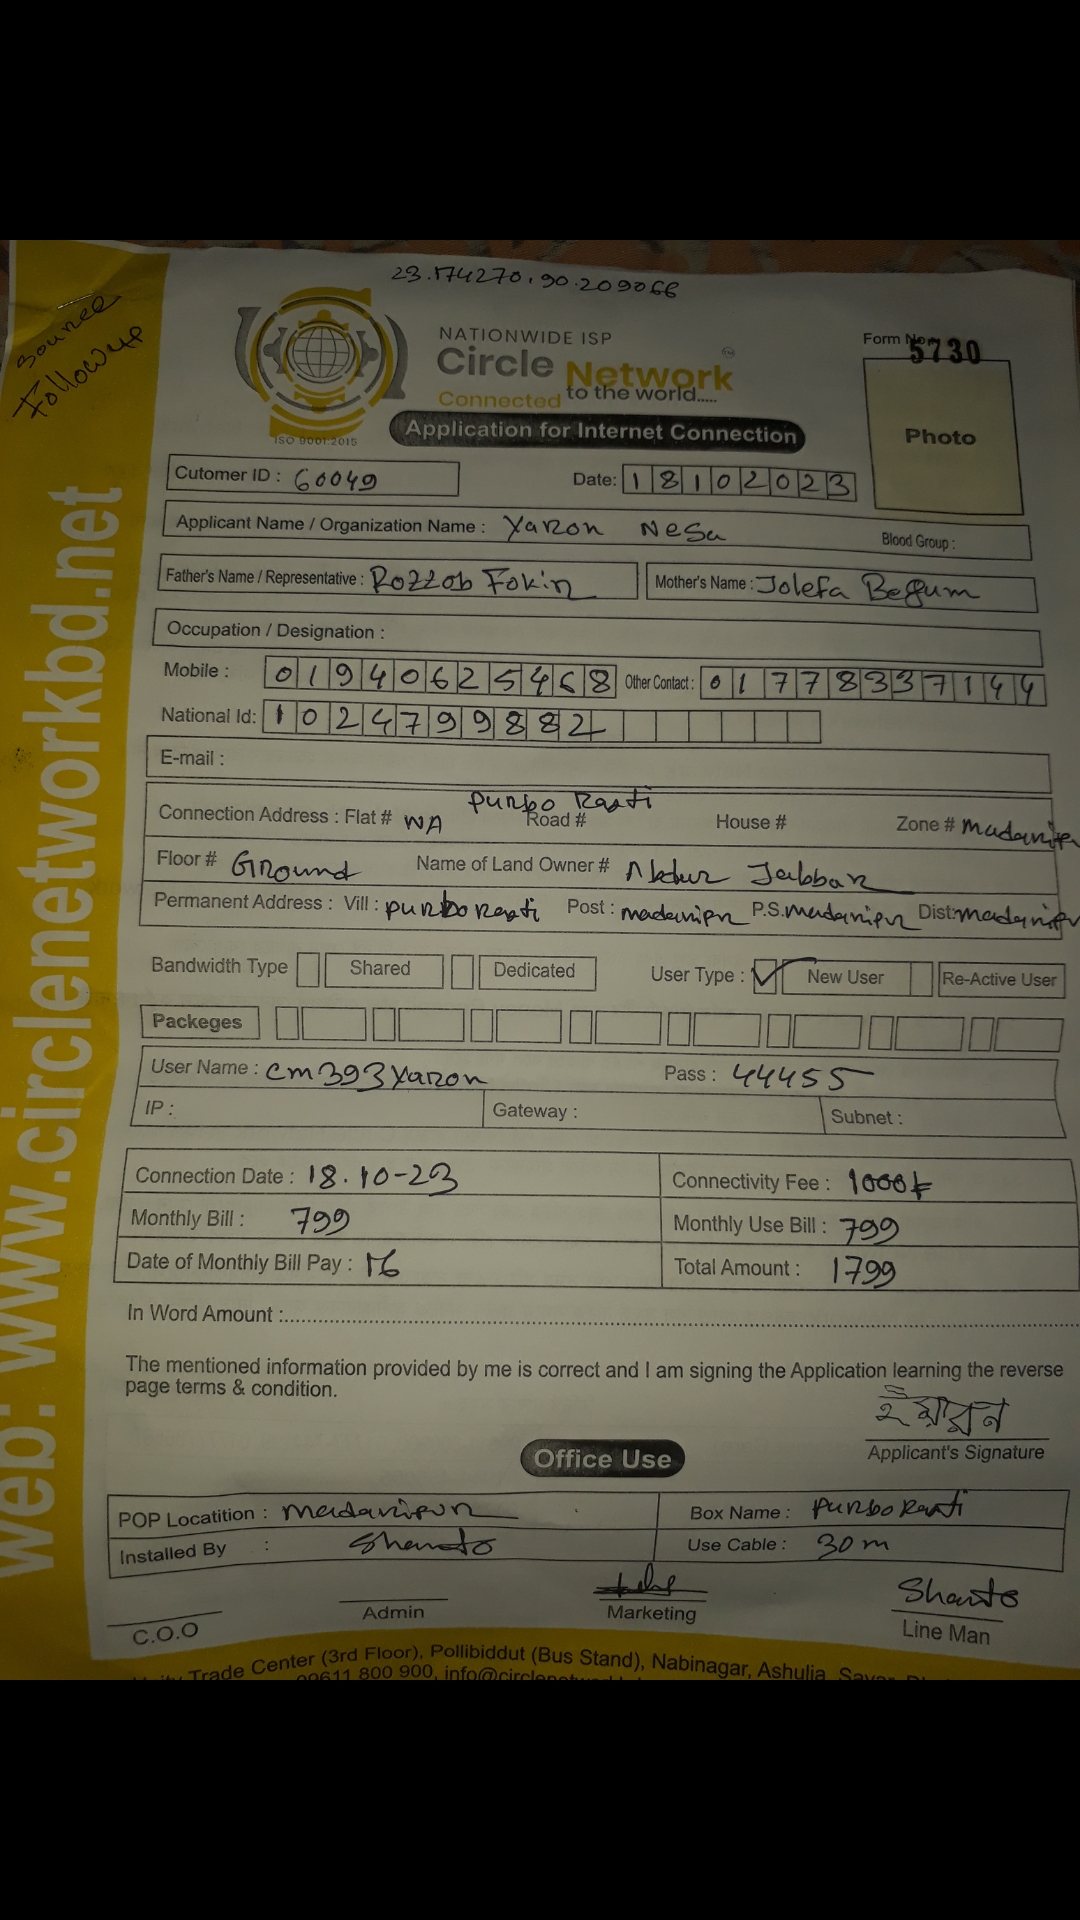 23.174270, 90.209066
Source
Followup
NATIONWIDE ISP
Circle Network
Connected to the world.....
ISO 9001:2015
Form No. 5730
Photo
Application for Internet Connection
Cutomer ID : 60049
Date: 18102023
Applicant Name / Organization Name : Yaron Nesa
Blood Group :
Father's Name / Representative : Rozzob Fokir
Mother's Name : Jolefa Begum
Occupation / Designation :
Mobile : 01940625468 Other Contact : 01778337144
National Id: 1024799882
E-mail :
Purbo Rasti
Connection Address : Flat # NA Road # House # Zone # madaripur
Floor # Ground Name of Land Owner # Abdur Jabbar
Permanent Address : Vill : purbo Rasti Post : madaripur P.S. madaripur Dist: madaripur
Bandwidth Type Shared Dedicated User Type : ✓ New User Re-Active User
Packeges
User Name : cm393yaron Pass : 44455
IP : Gateway : Subnet :
Connection Date : 18.10-23 Connectivity Fee : 1000৳
Monthly Bill : 799 Monthly Use Bill : 799
Date of Monthly Bill Pay : 16 Total Amount : 1799
In Word Amount :
The mentioned information provided by me is correct and I am signing the Application learning the reverse
page terms & condition.
ইয়ারন
Applicant's Signature
Office Use
POP Locatition : madaripur Box Name : Purbo Rasti
Installed By : Shanto Use Cable : 30m
Shanto
C.O.O Admin Marketing Line Man
Trade Center (3rd Floor), Pollibiddut (Bus Stand), Nabinagar, Ashulia
09611 800 900,
web: www.circlenetworkbd.net